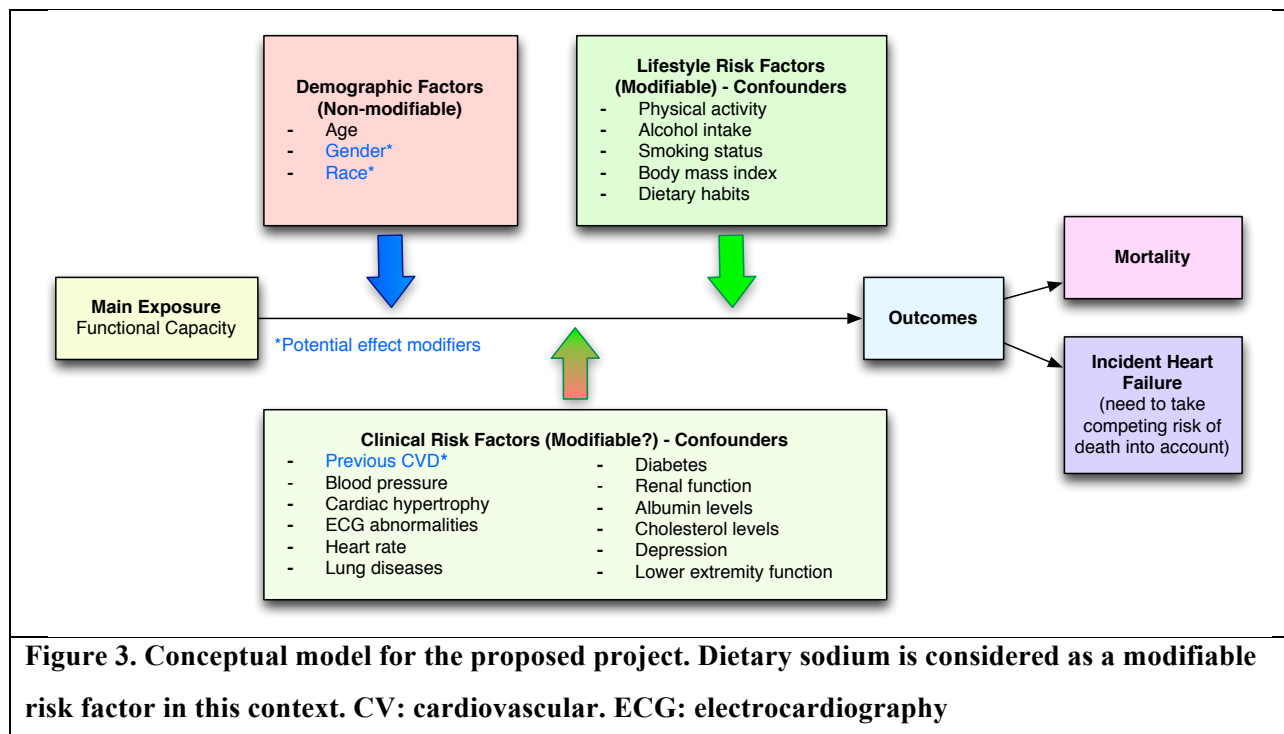 Demographic Factors
(Non-modifiable)
- Age
- Gender*
- Race*
Lifestyle Risk Factors
(Modifiable) - Confounders
- Physical activity
- Alcohol intake
- Smoking status
- Body mass index
- Dietary habits
Main Exposure
Functional Capacity
*Potential effect modifiers
Outcomes
Mortality
Incident Heart
Failure
(need to take
competing risk of
death into account)
Clinical Risk Factors (Modifiable?) - Confounders
- Previous CVD*
- Blood pressure
- Cardiac hypertrophy
- ECG abnormalities
- Heart rate
- Lung diseases
- Diabetes
- Renal function
- Albumin levels
- Cholesterol levels
- Depression
- Lower extremity function
Figure 3. Conceptual model for the proposed project. Dietary sodium is considered as a modifiable
risk factor in this context. CV: cardiovascular. ECG: electrocardiography